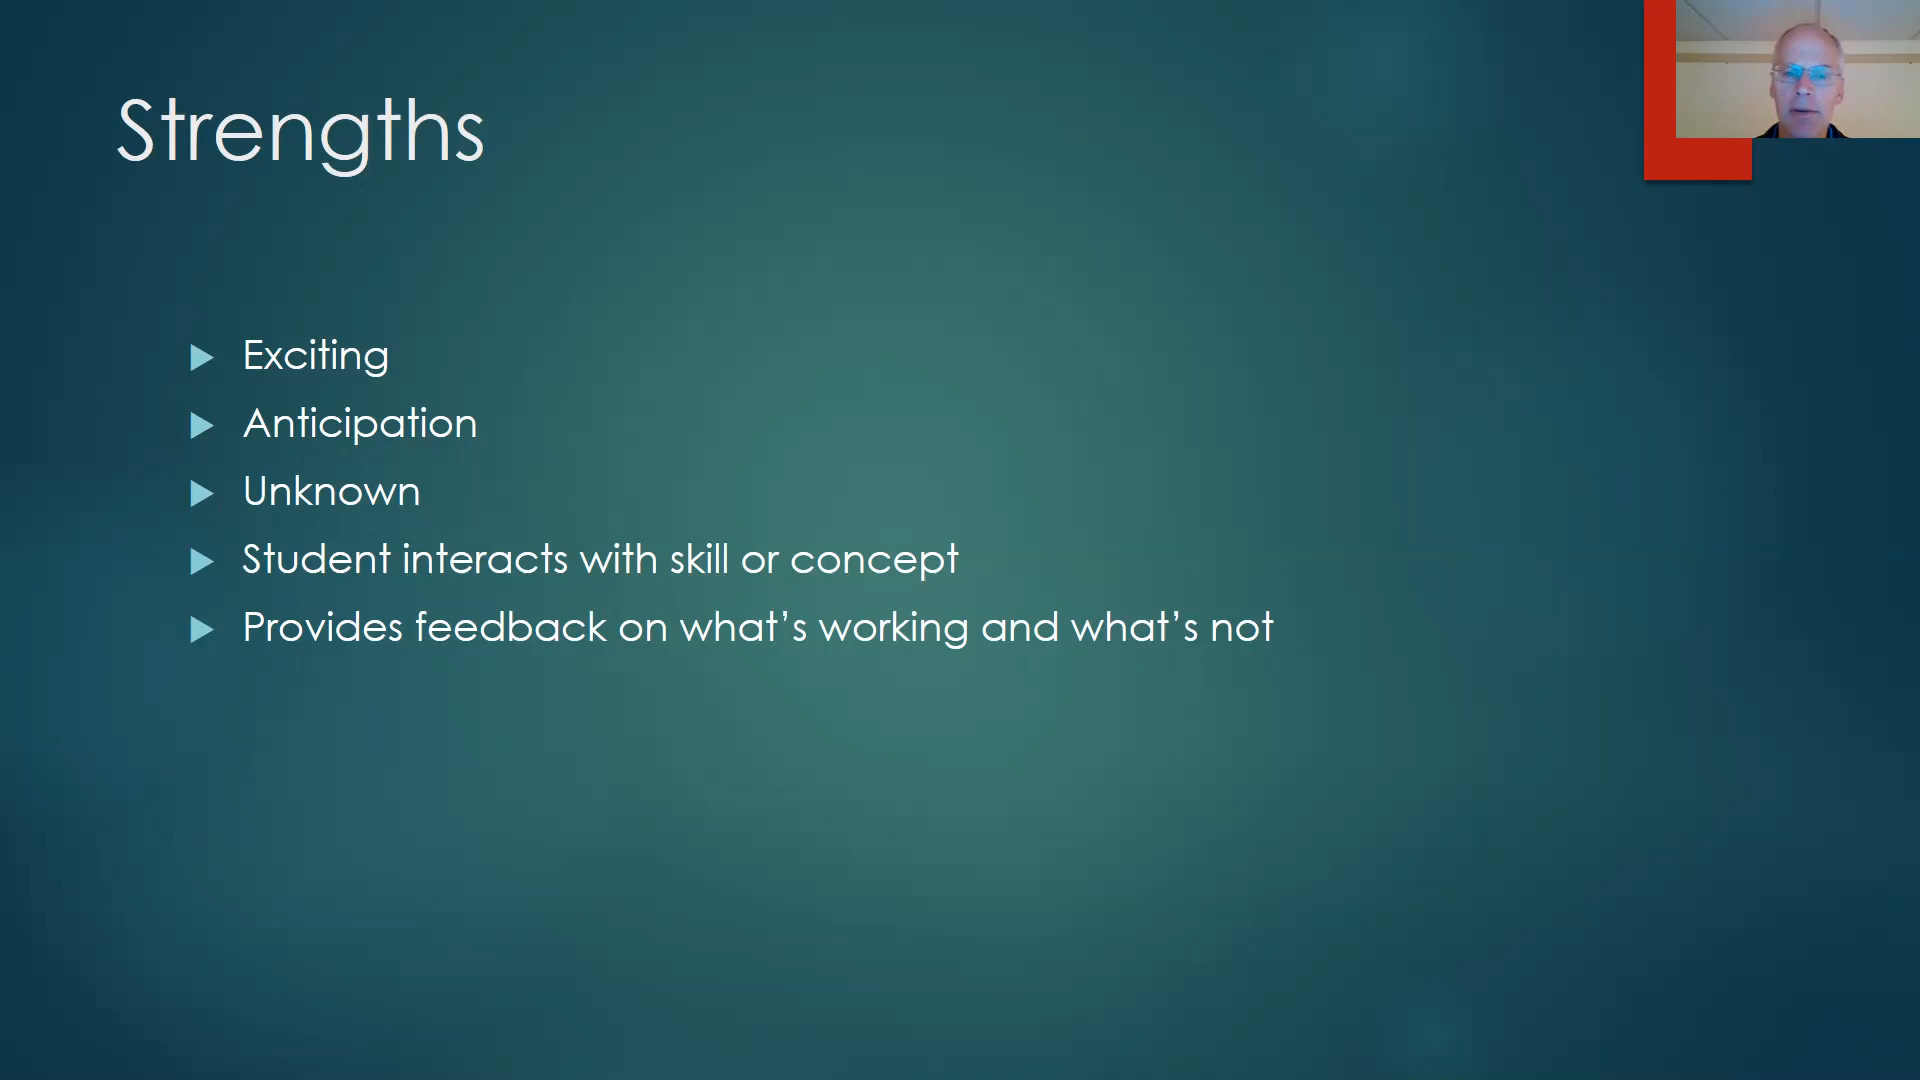 Strengths
Exciting
Anticipation
Unknown
Student interacts with skill or concept
Provides feedback on what’s working and what’s not